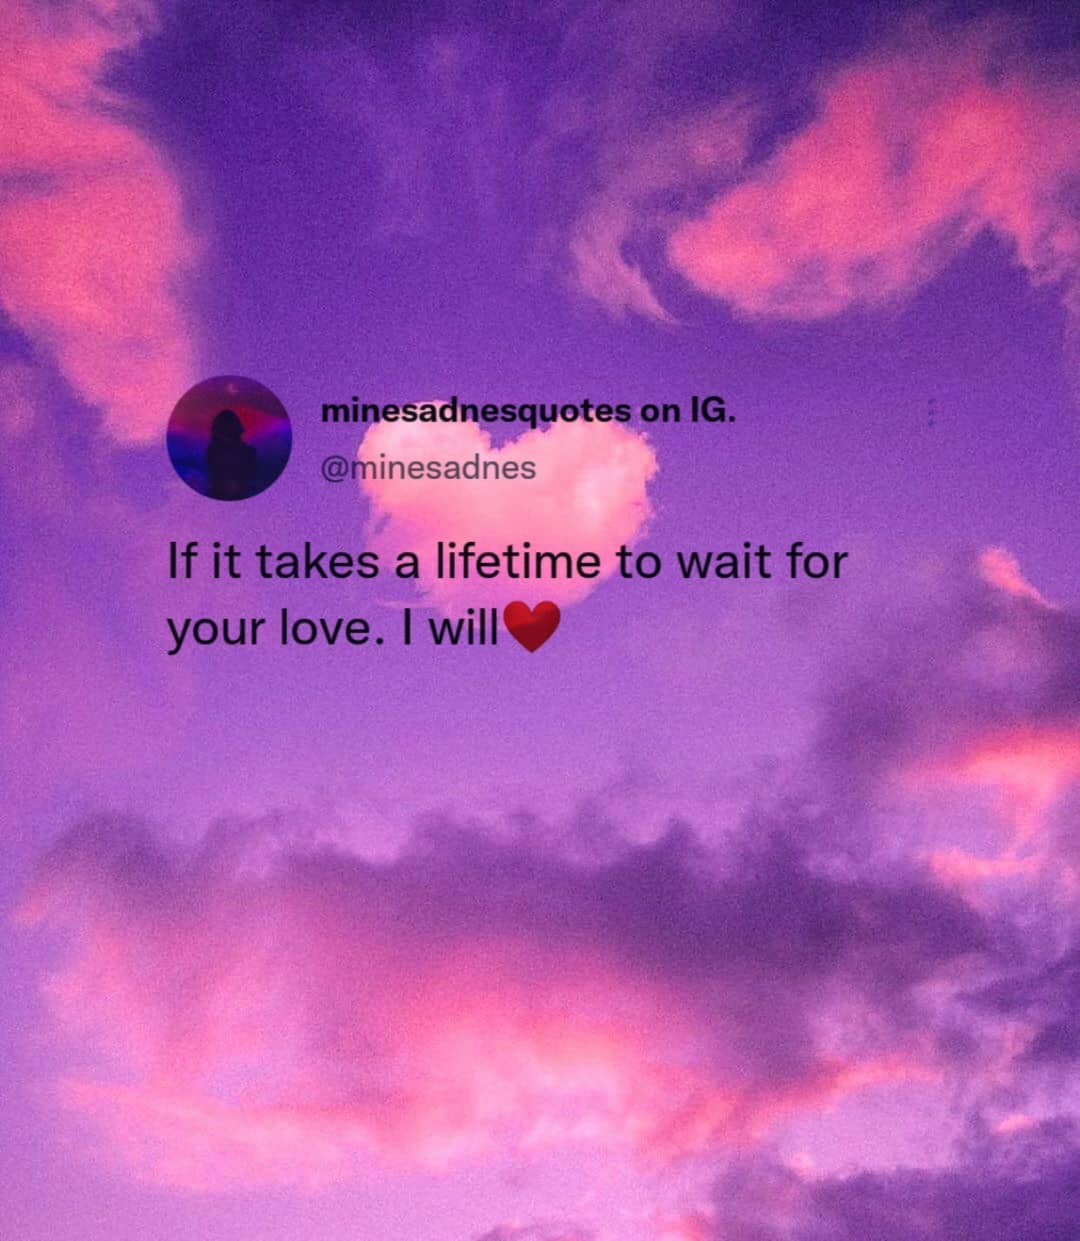 minesadnesquotes on IG.
@minesadnes
If it takes a lifetime to wait for
your love. I will❤️